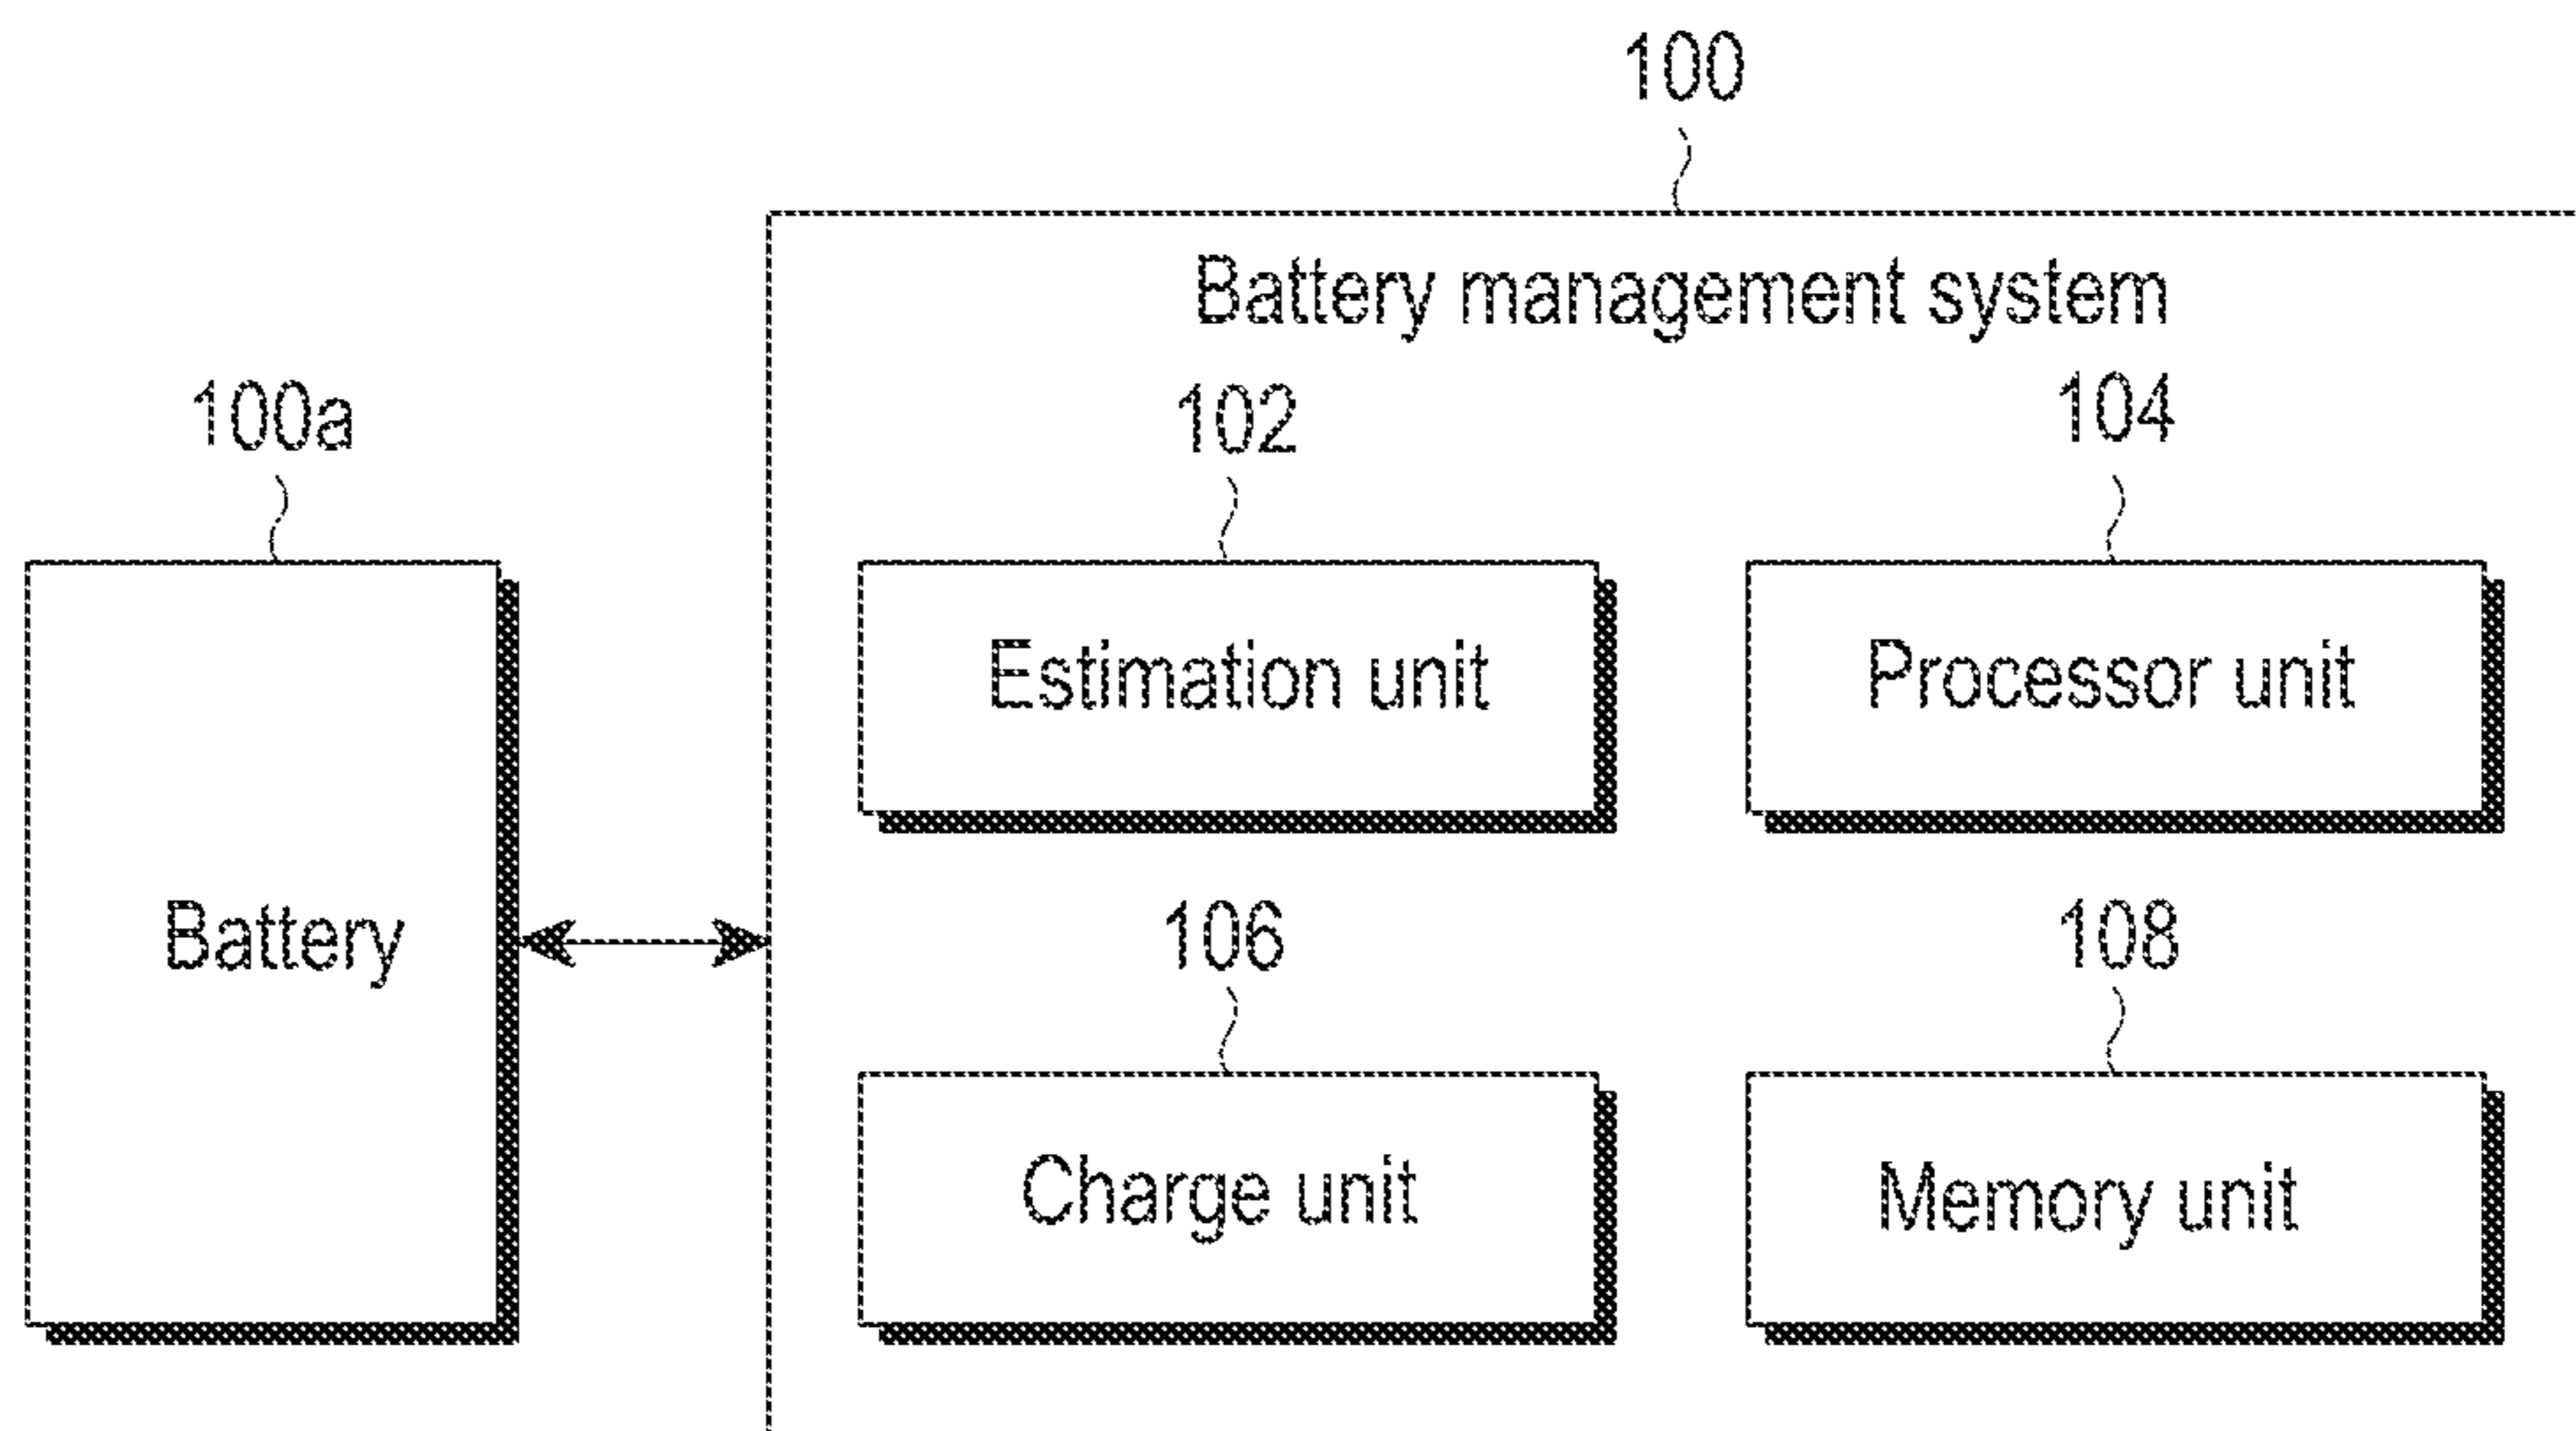 100
Battery management system
100a
102
104
Estimation unit
Processor unit
Battery
106
108
Charge unit
Memory unit